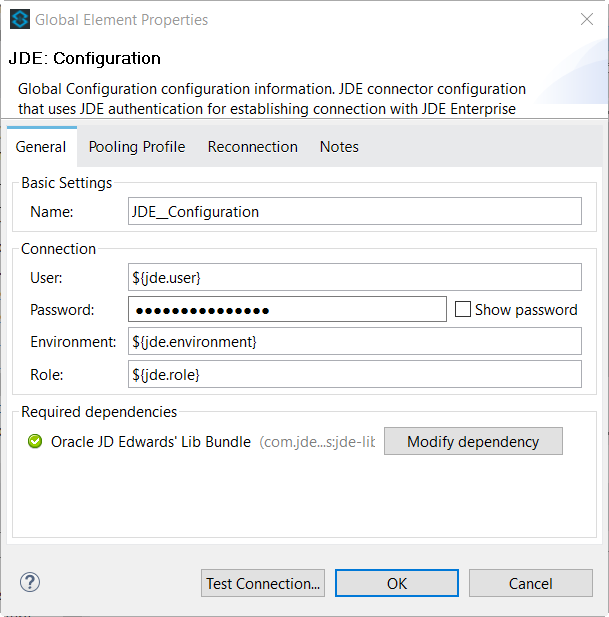 Global Element Properties
JDE: Configuration
Global Configuration configuration information. JDE connector configuration
that uses JDE authentication for establishing connection with JDE Enterprise
General Pooling Profile Reconnection Notes
Basic Settings
Name: JDE__Configuration
Connection
User: ${jde.user}
Password: ●●●●●●●●●●●●●●● Show password
Environment: ${jde.environment}
Role: ${jde.role}
Required dependencies
Oracle JD Edwards' Lib Bundle (com.jde...s:jde-lib Modify dependency
? Test Connection... OK Cancel